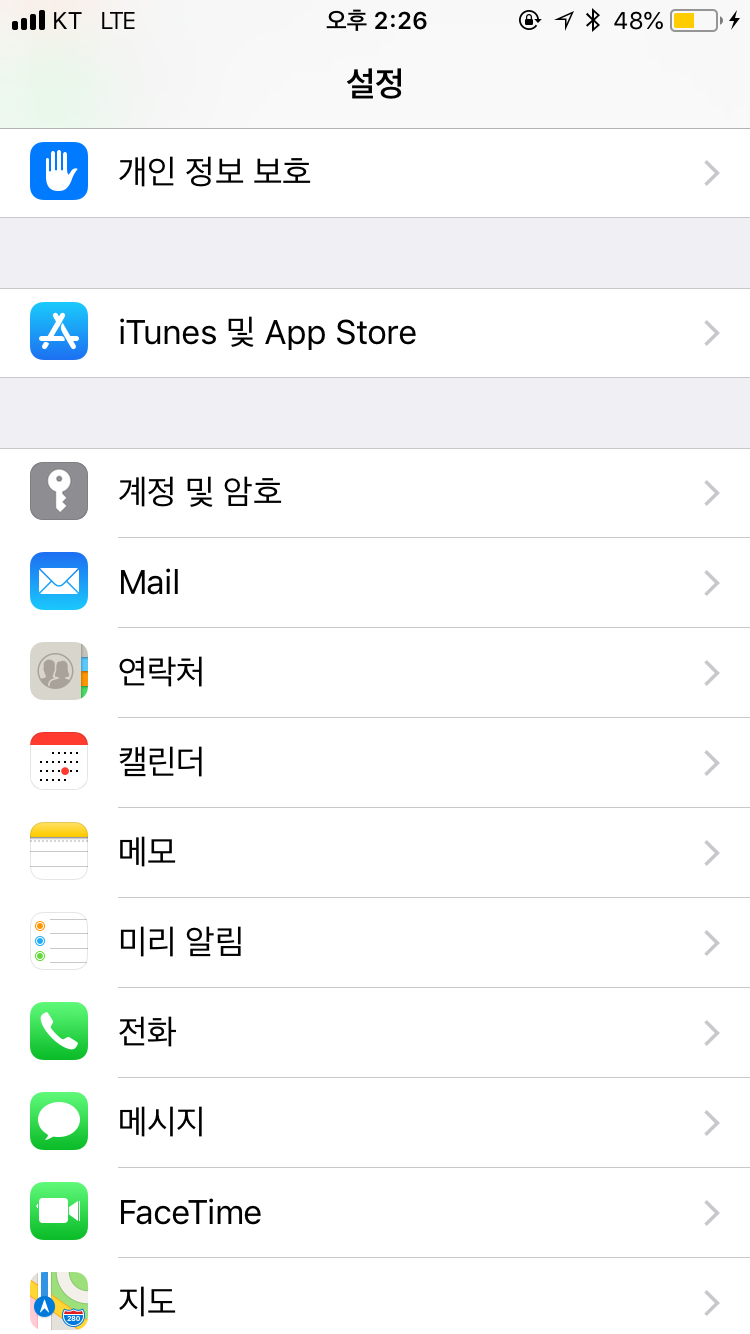 KT LTE 오후 2:26 48%
설정
개인 정보 보호
iTunes 및 App Store
계정 및 암호
Mail
연락처
캘린더
메모
미리 알림
전화
메시지
FaceTime
지도
280